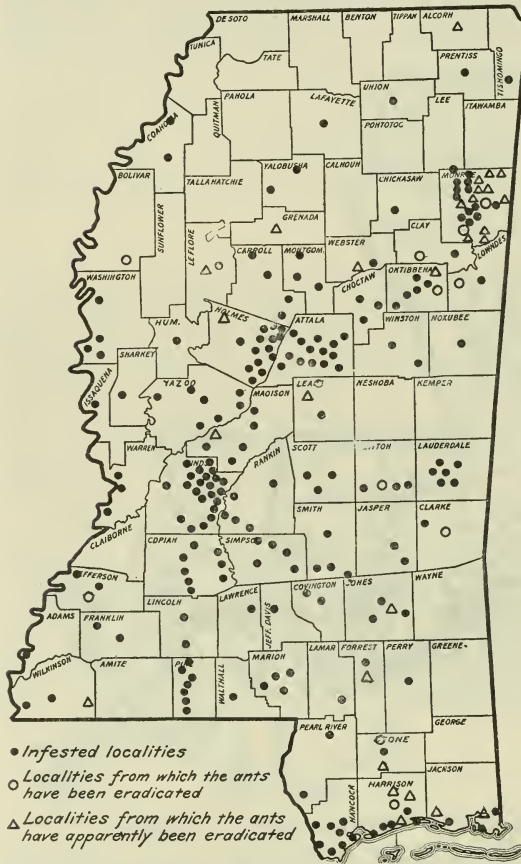 DE SOTO
MARSHALL
BENTON
TIPPAH
ALCORN
TUNICA
TATE
PRENTISS
TISHOMINGO
PANOLA
LAFAYETTE
UNION
LEE
ITAWAMBA
COAHOMA
QUITMAN
PONTOTOC
BOLIVAR
TALLAHATCHIE
YALOBUSHA
CALHOUN
CHICKASAW
MONROE
SUNFLOWER
GRENADA
CLAY
LEFLORE
CARROLL
MONTGOM.
WEBSTER
LOWNDES
WASHINGTON
CHOCTAW
OKTIBBEHA
HUM.
HOLMES
ATTALA
WINSTON
NOXUBEE
SHARKEY
ISSAQUENA
YAZOO
MADISON
LEAKE
NESHOBA
KEMPER
WARREN
HINDS
RANKIN
SCOTT
NEWTON
LAUDERDALE
CLAIBORNE
SMITH
JASPER
CLARKE
COPIAH
SIMPSON
JEFFERSON
LINCOLN
LAWRENCE
JEFF. DAVIS
COVINGTON
JONES
WAYNE
ADAMS
FRANKLIN
WILKINSON
AMITE
PIKE
WALTHALL
MARION
LAMAR
FORREST
PERRY
GREENE
PEARL RIVER
GEORGE
STONE
HANCOCK
HARRISON
JACKSON
● Infested localities
○ Localities from which the ants
have been eradicated
△ Localities from which the ants
have apparently been eradicated